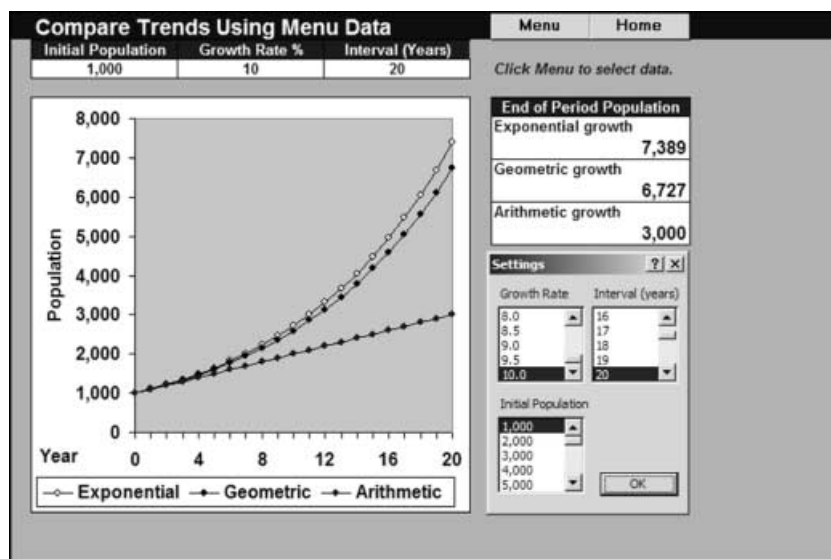 Compare Trends Using Menu Data
Menu Home
Initial Population Growth Rate % Interval (Years)
1,000 10 20
Click Menu to select data.
8,000
7,000
6,000
5,000
4,000
3,000
2,000
1,000
0
Population
Year
0 4 8 12 16 20
Exponential Geometric Arithmetic
End of Period Population
Exponential growth
7,389
Geometric growth
6,727
Arithmetic growth
3,000
Settings ? ×
Growth Rate Interval (years)
8.0 16
8.5 17
9.0 18
9.5 19
10.0 20
Initial Population
1,000
2,000
3,000
4,000
5,000
OK